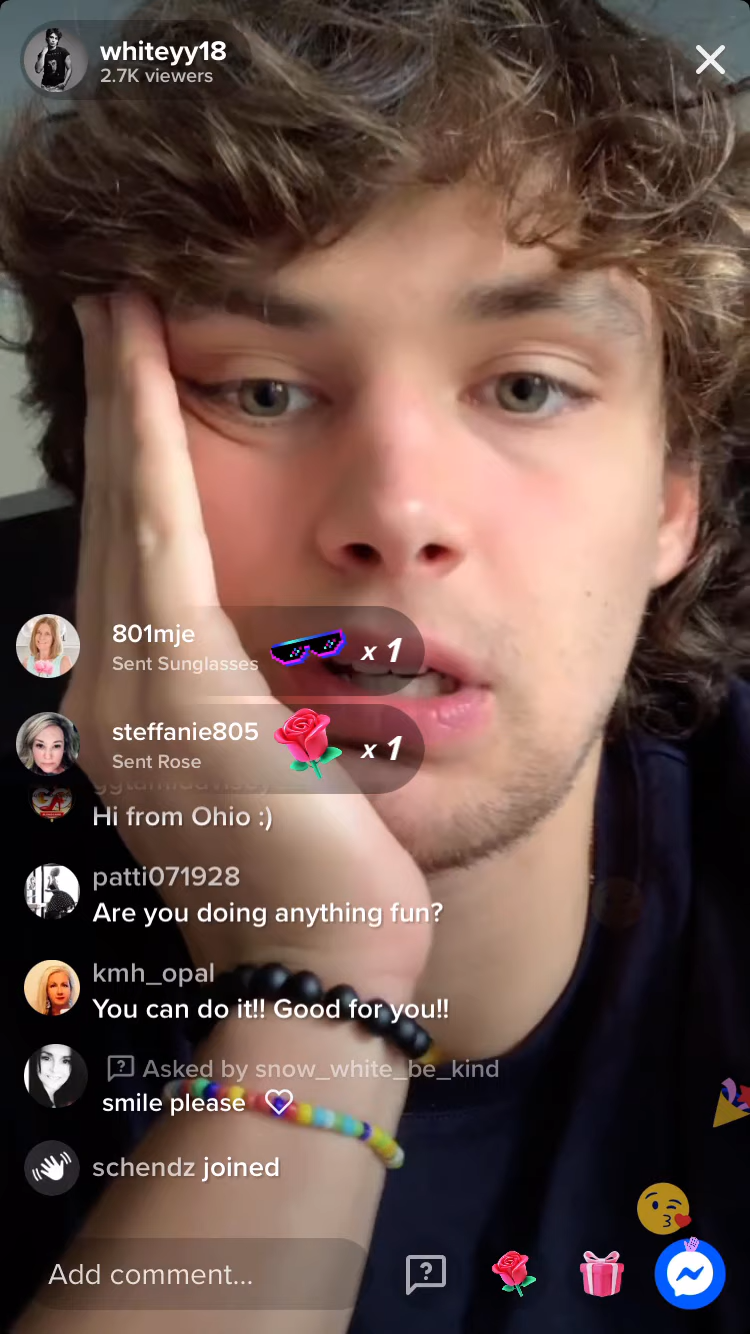 whiteyy18
2.7K viewers
801mje
Sent Sunglasses
x 1
steffanie805
Sent Rose
x 1
Hi from Ohio :)
patti071928
Are you doing anything fun?
kmh_opal
You can do it!! Good for you!!
Asked by snow_white_be_kind
smile please
schendz joined
Add comment...